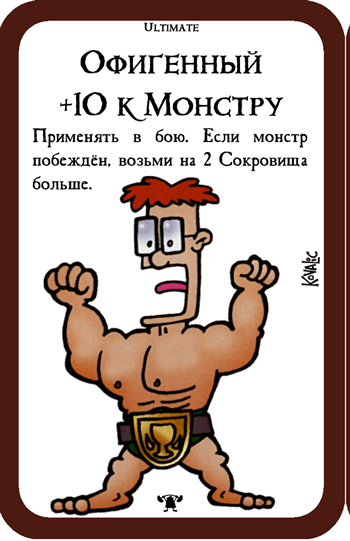 Ultimate
Офигенный
+10 к Монстру
Применять в бою. Если монстр
побеждён, возьми на 2 Сокровища
больше.
Kovalic